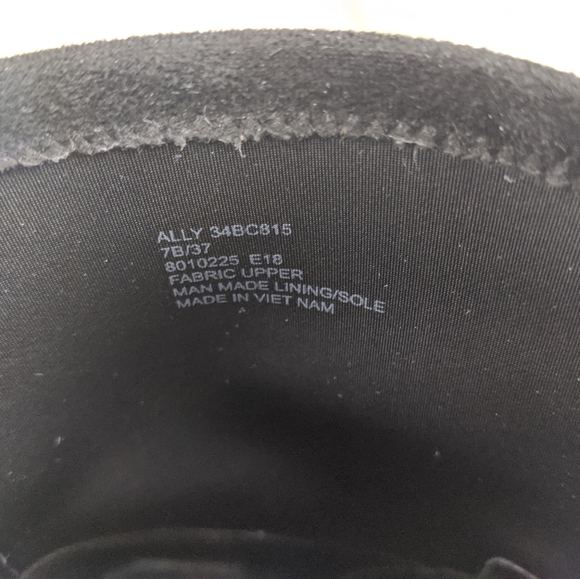 ALLY 34BC815
7B/37
8010225 E18
FABRIC UPPER
MAN MADE LINING/SOLE
MADE IN VIET NAM